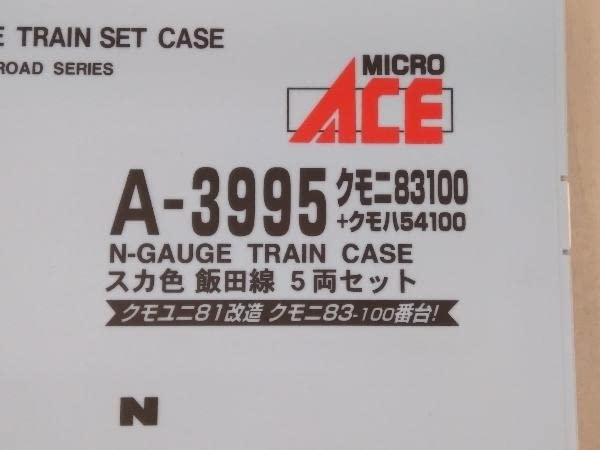 E TRAIN SET CASE
ROAD SERIES
MICRO
ACE
A-3995 クモニ83100
+クモハ54100
N-GAUGE TRAIN CASE
スカ色 飯田線 5両セット
クモユニ81改造 クモニ83-100番台!
N